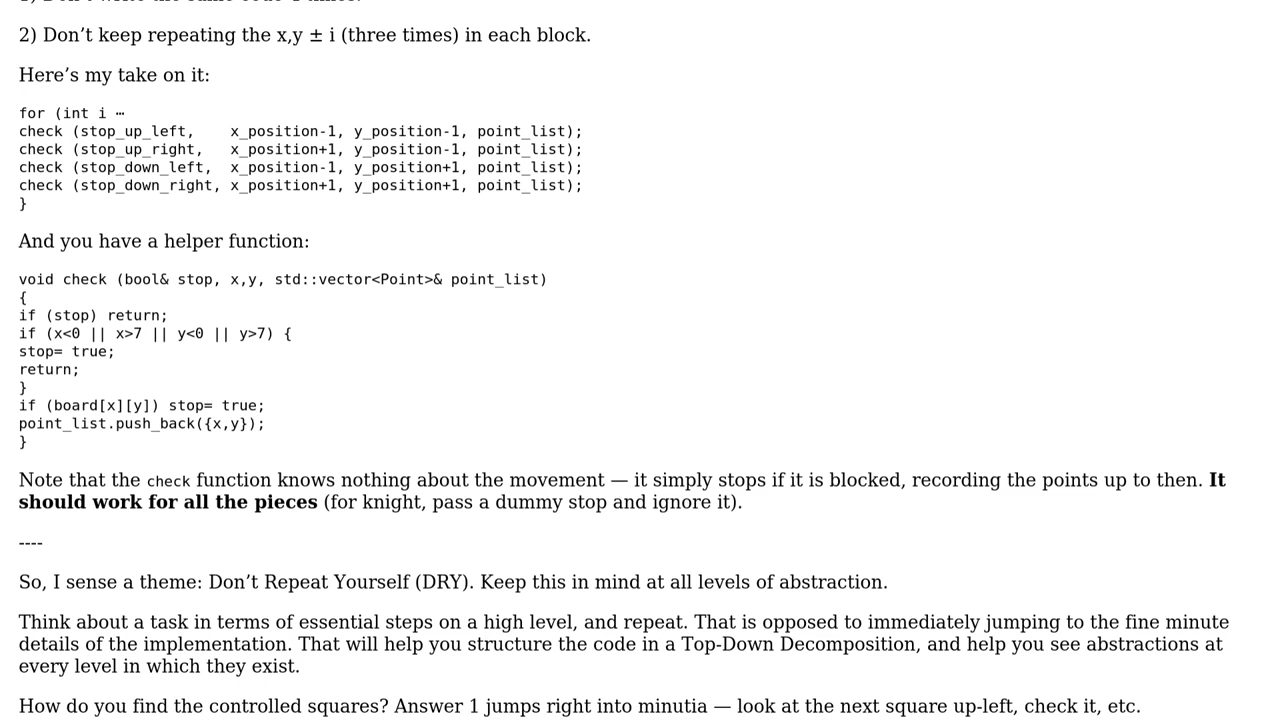 2) Don’t keep repeating the x,y ± i (three times) in each block.
Here’s my take on it:
for (int i ⋯
check (stop_up_left,    x_position-1, y_position-1, point_list);
check (stop_up_right,   x_position+1, y_position-1, point_list);
check (stop_down_left,  x_position-1, y_position+1, point_list);
check (stop_down_right, x_position+1, y_position+1, point_list);
}
And you have a helper function:
void check (bool& stop, x,y, std::vector<Point>& point_list)
{
if (stop) return;
if (x<0 || x>7 || y<0 || y>7) {
stop= true;
return;
}
if (board[x][y]) stop= true;
point_list.push_back({x,y});
}
Note that the check function knows nothing about the movement — it simply stops if it is blocked, recording the points up to then. It
should work for all the pieces (for knight, pass a dummy stop and ignore it).
----
So, I sense a theme: Don’t Repeat Yourself (DRY). Keep this in mind at all levels of abstraction.
Think about a task in terms of essential steps on a high level, and repeat. That is opposed to immediately jumping to the fine minute
details of the implementation. That will help you structure the code in a Top-Down Decomposition, and help you see abstractions at
every level in which they exist.
How do you find the controlled squares? Answer 1 jumps right into minutia — look at the next square up-left, check it, etc.